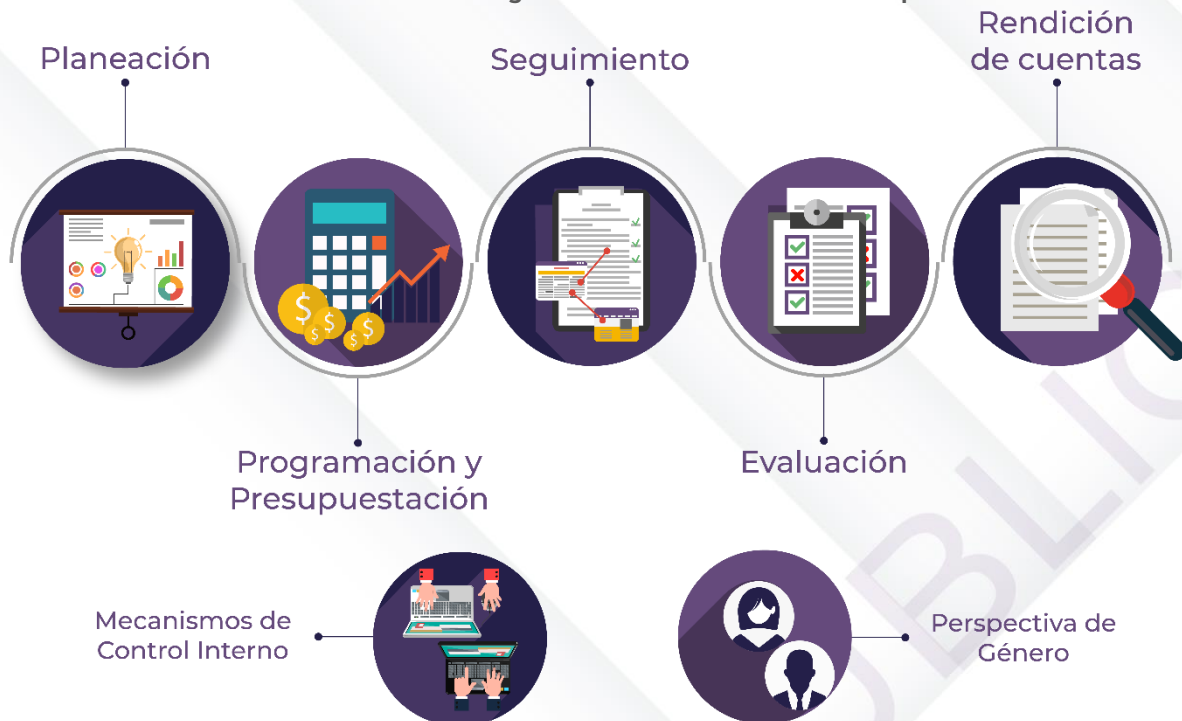 Rendición
de cuentas
Planeación
Seguimiento
Programación y
Presupuestación
Evaluación
Mecanismos de
Control Interno
Perspectiva de
Género